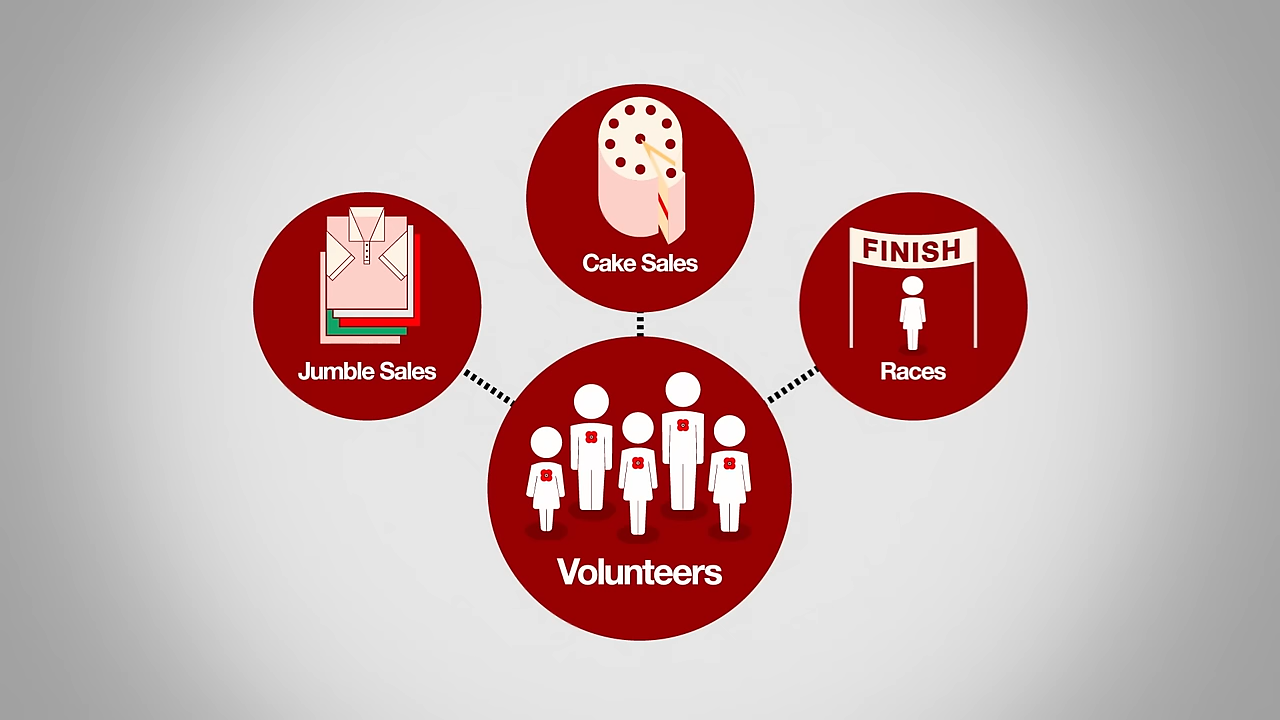 Cake Sales
FINISH
Jumble Sales
Races
Volunteers